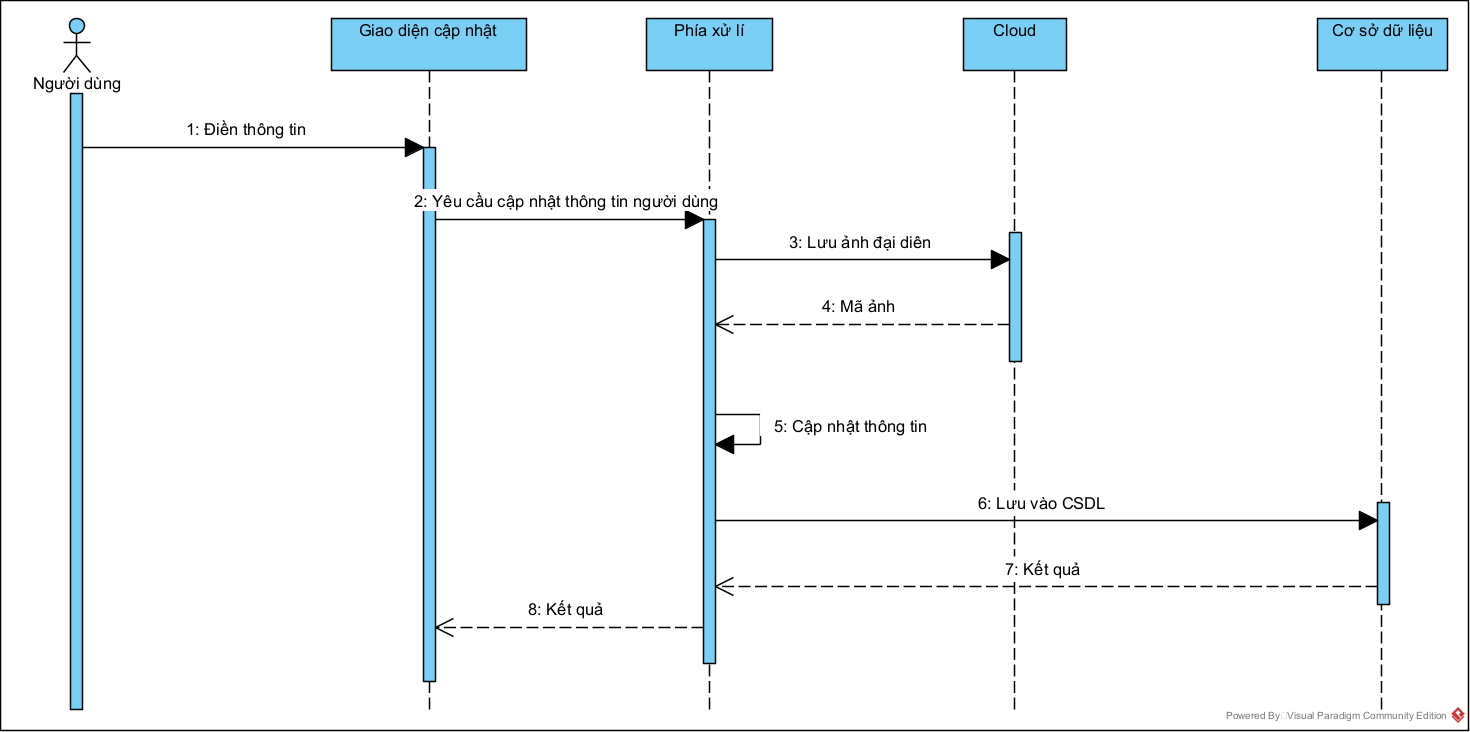 Giao diện cập nhật
Phía xử lí
Cloud
Cơ sở dữ liệu
Người dùng
1: Điền thông tin
2: Yêu cầu cập nhật thông tin người dùng
3: Lưu ảnh đại diên
4: Mã ảnh
5: Cập nhật thông tin
6: Lưu vào CSDL
7: Kết quả
8: Kết quả
Powered By Visual Paradigm Community Edition